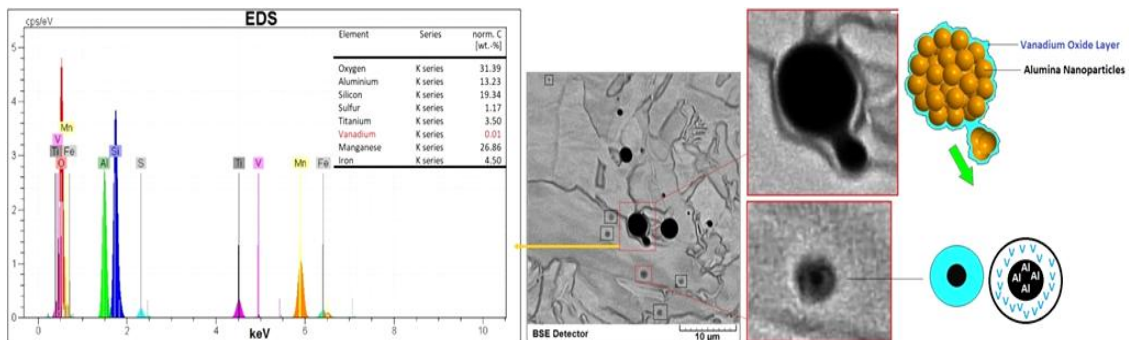 EDS
cps/eV
Element Series norm. C [wt.-%]
Oxygen K series 31.39
Aluminium K series 13.23
Silicon K series 19.34
Sulfur K series 1.17
Titanium K series 3.50
Vanadium K series 0.01
Manganese K series 26.86
Iron K series 4.50
5
4
3
2
1
0
Mn
V
Ti Fe
O
Al
Si
S
Ti
V
Mn
Fe
0 2 4 6 8 10
keV
BSE Detector
10 µm
Vanadium Oxide Layer
Alumina Nanoparticles
V V V V V V V V V V V V
Al
Al Al
Al